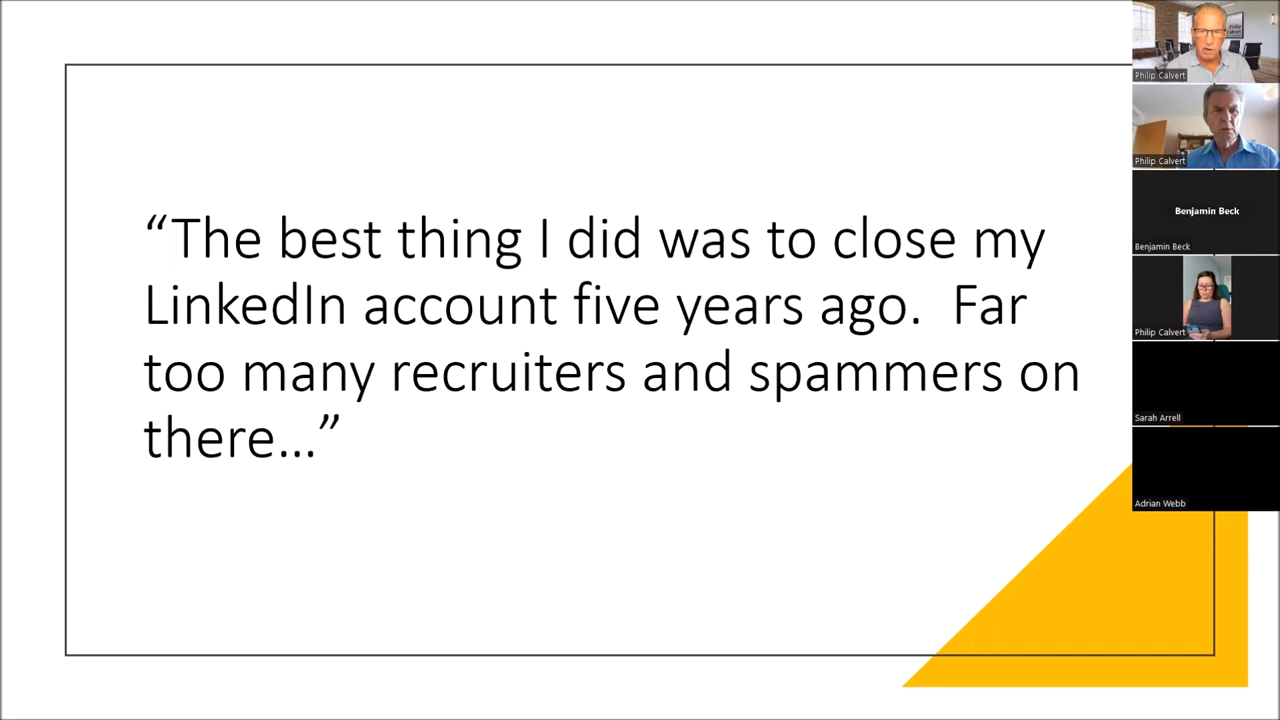 “The best thing I did was to close my
LinkedIn account five years ago.  Far
too many recruiters and spammers on
there...”
Philip Calvert
Philip Calvert
Benjamin Beck
Benjamin Beck
Philip Calvert
Sarah Arrell
Adrian Webb